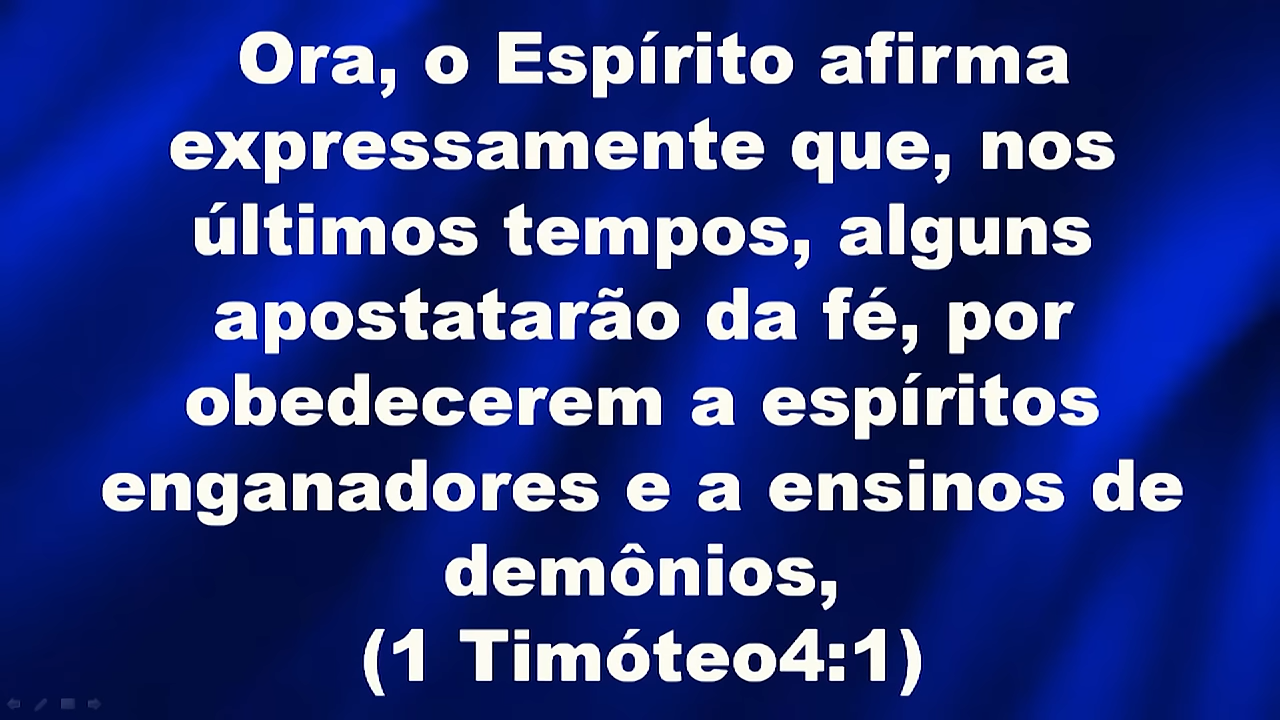 Ora, o Espírito afirma
expressamente que, nos
últimos tempos, alguns
apostatarão da fé, por
obedecerem a espíritos
enganadores e a ensinos de
demônios,
(1 Timóteo4:1)